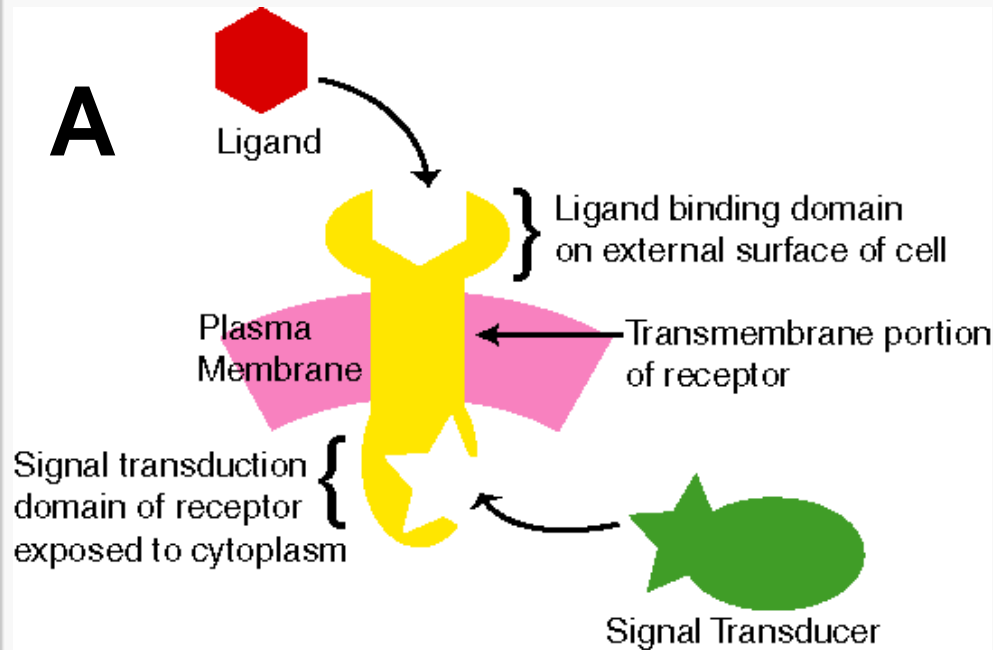 A
Ligand
Ligand binding domain
on external surface of cell
Plasma
Membrane
Transmembrane portion
of receptor
Signal transduction
domain of receptor
exposed to cytoplasm
Signal Transducer